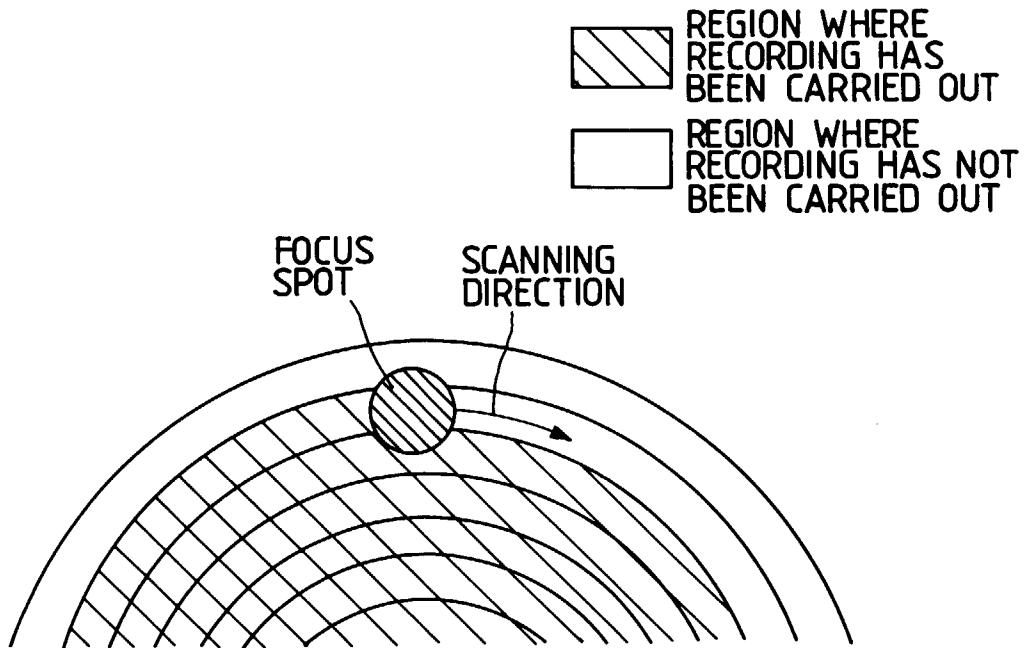 REGION WHERE
RECORDING HAS
BEEN CARRIED OUT
REGION WHERE
RECORDING HAS NOT
BEEN CARRIED OUT
FOCUS
SPOT
SCANNING
DIRECTION